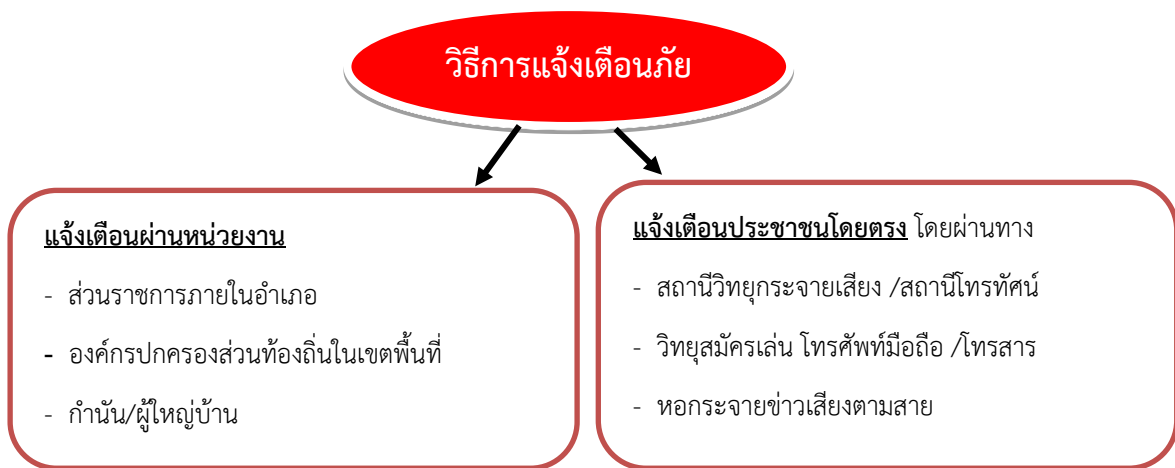 วิธีการแจ้งเตือนภัย
แจ้งเตือนผ่านหน่วยงาน
- ส่วนราชการภายในอำเภอ
- องค์กรปกครองส่วนท้องถิ่นในเขตพื้นที่
- กำนัน/ผู้ใหญ่บ้าน
แจ้งเตือนประชาชนโดยตรง โดยผ่านทาง
- สถานีวิทยุกระจายเสียง /สถานีโทรทัศน์
- วิทยุสมัครเล่น โทรศัพท์มือถือ /โทรสาร
- หอกระจายข่าวเสียงตามสาย